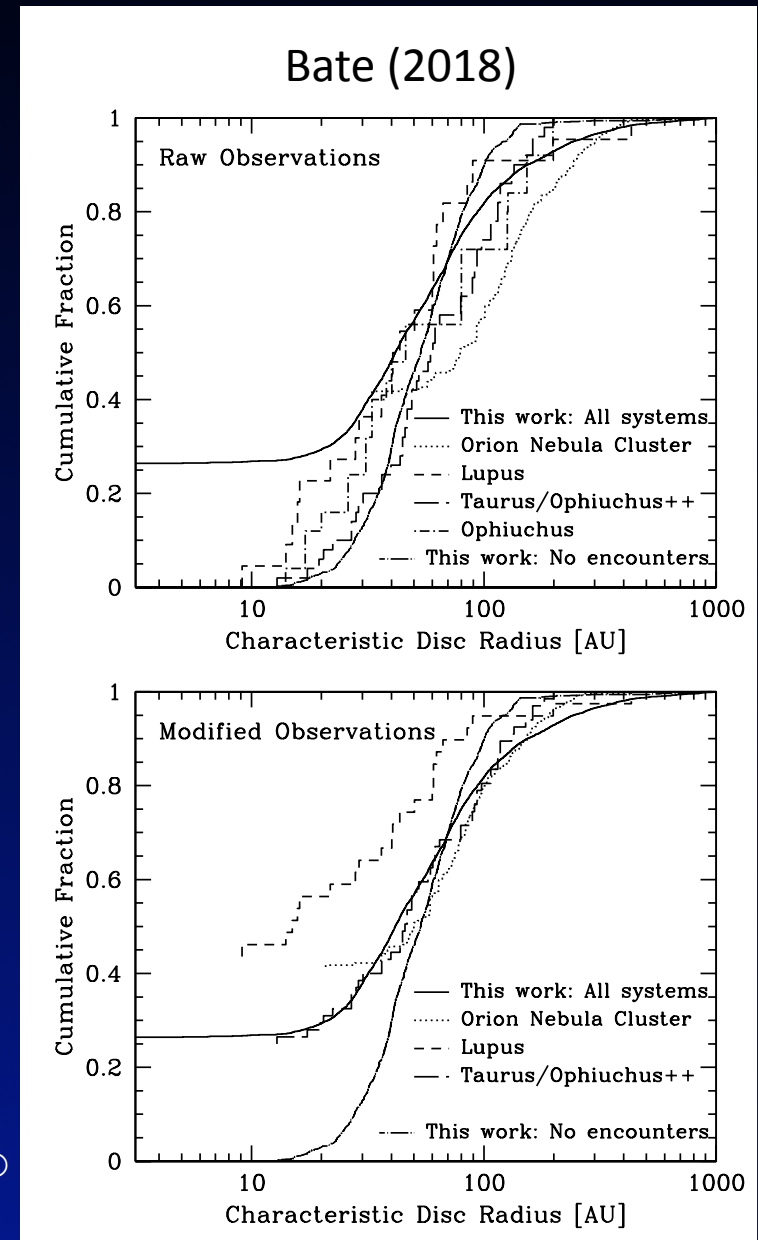 Bate (2018)
Raw Observations
1
0.8
0.6
0.4
0.2
0
Cumulative Fraction
This work: All systems
Orion Nebula Cluster
Lupus
Taurus/Ophiuchus++
Ophiuchus
This work: No encounters
10 100 1000
Characteristic Disc Radius [AU]
Modified Observations
1
0.8
0.6
0.4
0.2
0
Cumulative Fraction
This work: All systems
Orion Nebula Cluster
Lupus
Taurus/Ophiuchus++
This work: No encounters
10 100 1000
Characteristic Disc Radius [AU]